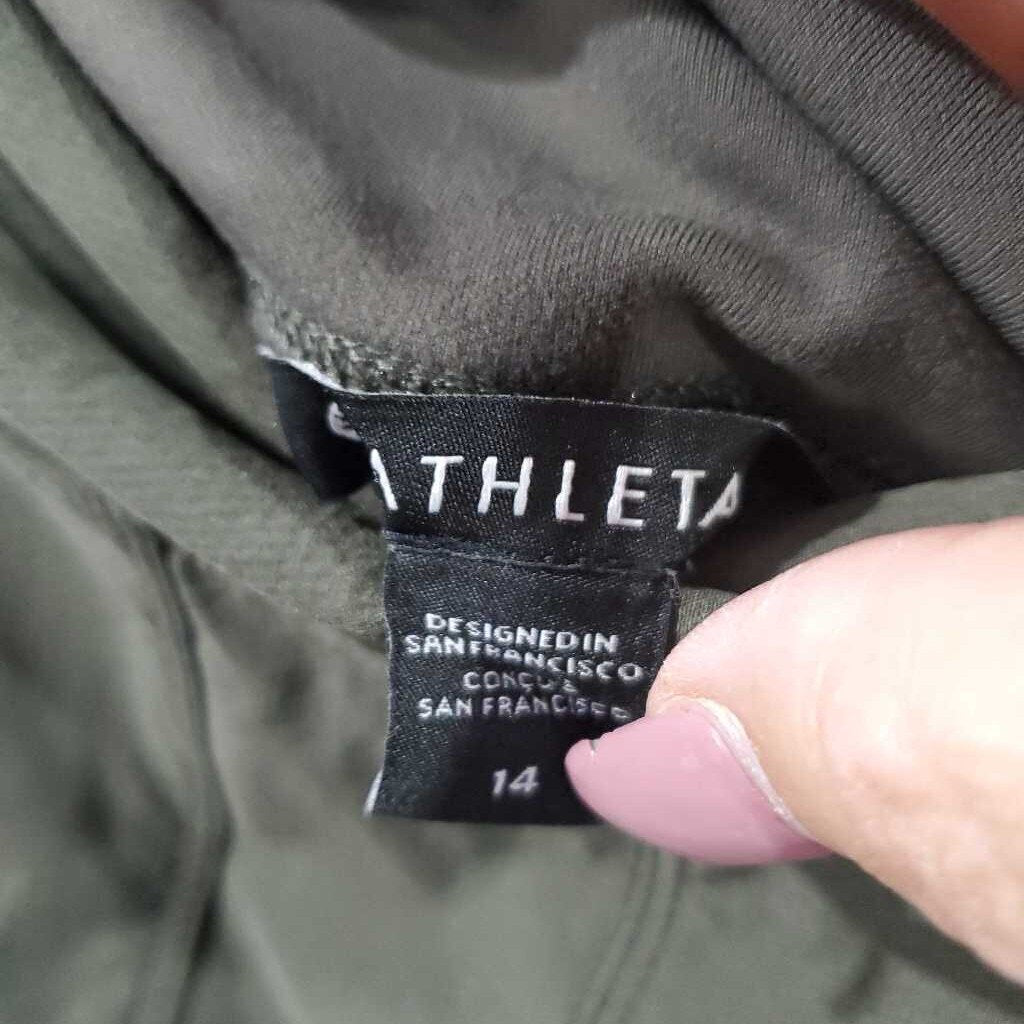 ATHLETA
DESIGNED IN
SAN FRANCISCO
CONÇU À
SAN FRANCISCO
14